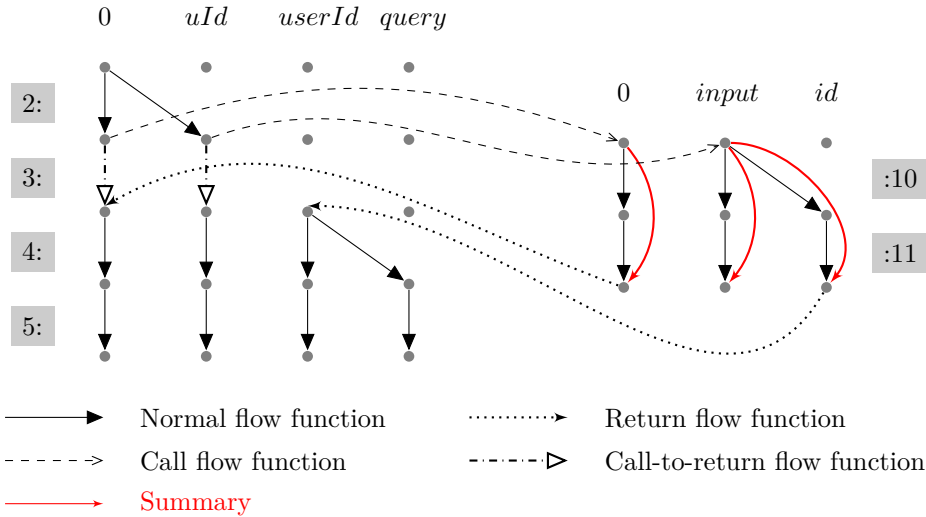 0 uId userId query
0 input id
2:
3:
:10
4:
:11
5:
Normal flow function
Return flow function
Call flow function
Call-to-return flow function
Summary